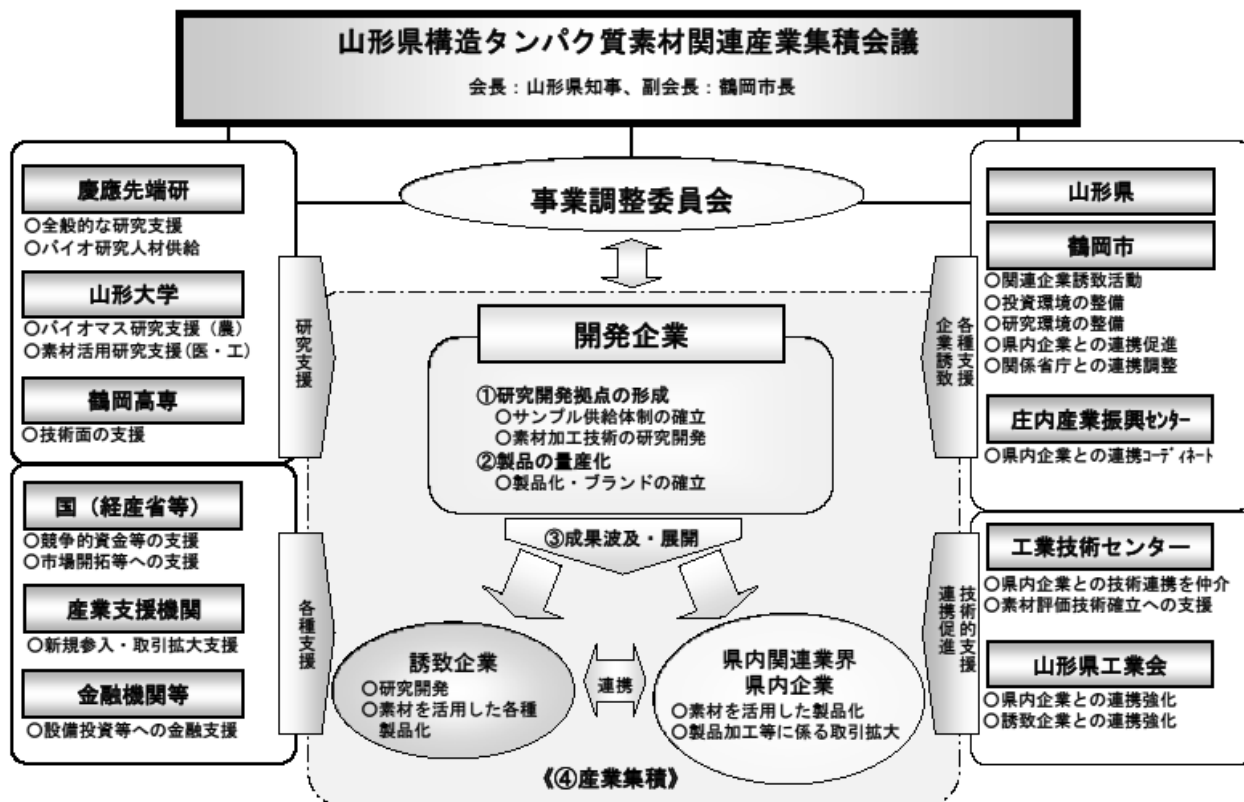 山形県構造タンパク質素材関連産業集積会議
会長：山形県知事、副会長：鶴岡市長
事業調整委員会
慶應先端研
○全般的な研究支援
○バイオ研究人材供給
山形大学
○バイオマス研究支援（農）
○素材活用研究支援(医・工)
鶴岡高専
○技術面の支援
研究支援
国（経産省等）
○競争的資金等の支援
○市場開拓等への支援
産業支援機関
○新規参入・取引拡大支援
金融機関等
○設備投資等への金融支援
各種支援
開発企業
①研究開発拠点の形成
○サンプル供給体制の確立
○素材加工技術の研究開発
②製品の量産化
○製品化・ブランドの確立
③成果波及・展開
誘致企業
○研究開発
○素材を活用した各種
製品化
連携
県内関連業界
県内企業
○素材を活用した製品化
○製品加工等に係る取引拡大
《④産業集積》
各種支援
企業誘致
山形県
鶴岡市
○関連企業誘致活動
○投資環境の整備
○研究環境の整備
○県内企業との連携促進
○関係省庁との連携調整
庄内産業振興ｾﾝﾀｰ
○県内企業との連携ｺｰﾃﾞｨﾈｰﾄ
技術的支援
連携促進
工業技術センター
○県内企業との技術連携を仲介
○素材評価技術確立への支援
山形県工業会
○県内企業との連携強化
○誘致企業との連携強化